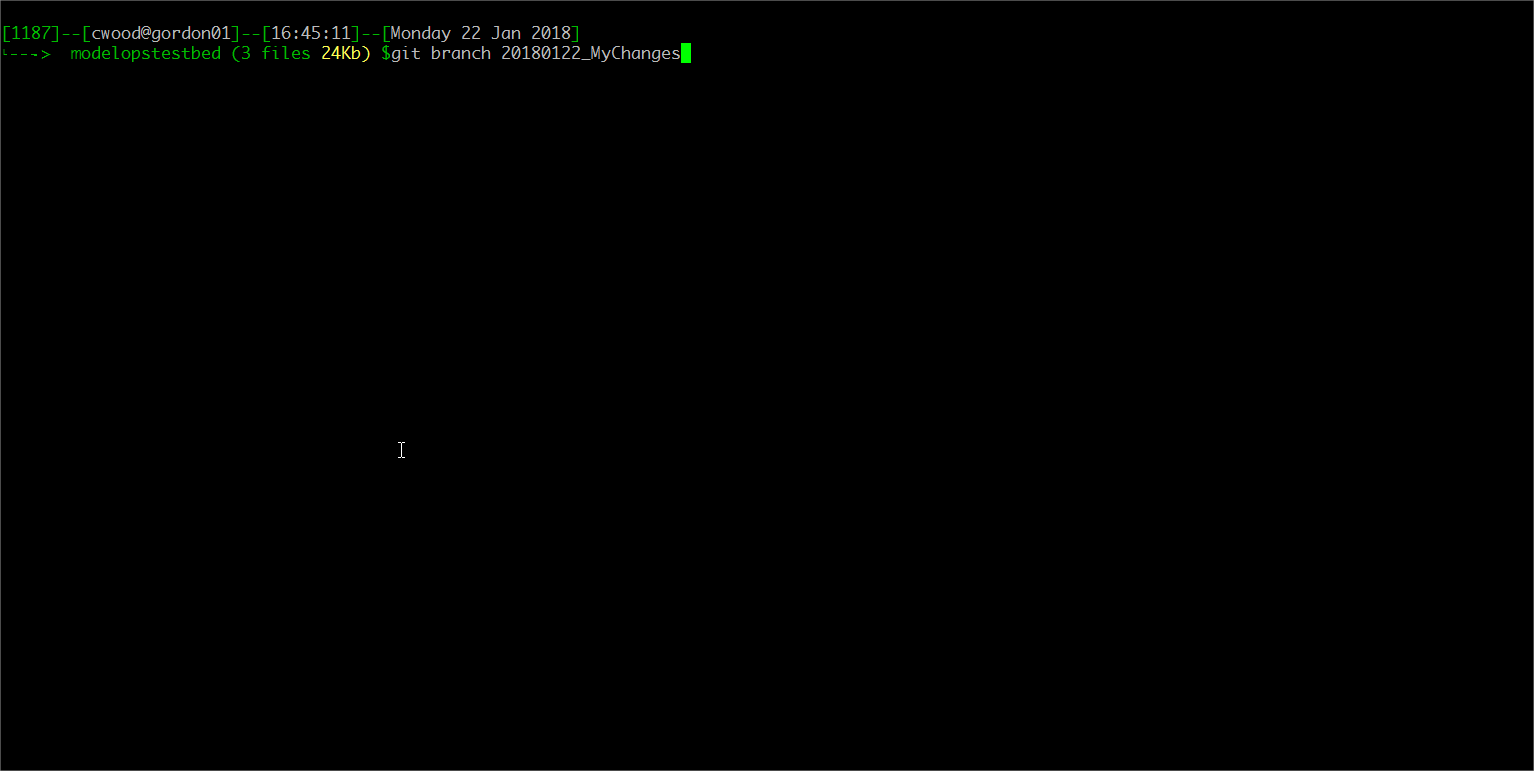 [1187]--[cwood@gordon01]--[16:45:11]--[Monday 22 Jan 2018]
---->  modelopstestbed (3 files 24Kb) $git branch 20180122_MyChanges